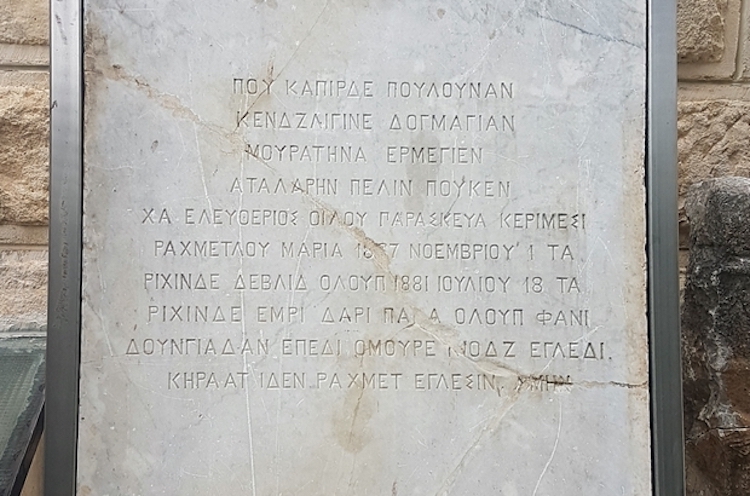 ΠΟΥ ΚΑΠΙΡΔΕ ΠΟΥΛΟΥΝΑΝ
ΚΕΝΔΖΛΙΓΙΝΕ ΔΟΓΜΑΓΙΑΝ
ΜΟΥΡΑΤΗΝΑ ΕΡΜΕΓΙΕΝ
ΑΤΑΛΑΡΗΝ ΠΕΛΙΝ ΠΟΥΚΕΝ
ΧΑ ΕΛΕΥΘΕΡΙΟΣ ΟΓΛΟΥ ΠΑΡΑΣΚΕΥΑ ΚΕΡΙΜΕΣΙ
ΡΑΧΜΕΤΛΟΥ ΜΑΡΙΑ ΝΟΕΜΒΡΙΟΥ 1 ΤΑ
ΡΙΧΙΝΔΕ ΔΕΒΛΙΔ ΟΛΟΥΠ 1881 ΙΟΥΛΙΟΥ 18 ΤΑ
ΡΙΧΙΝΔΕ ΕΜΡΙ ΔΑΡΙ ΟΛΟΥΠ ΦΑΝΙ
ΔΟΥΝΓΙΑΔΑΝ ΕΠΕΔΙ ΟΜΟΥΡΕ ΕΓΛΕΔΙ.
ΚΗΡΑΑΤ ΙΔΕΝ ΡΑΧΜΕΤ ΕΓΛΕΣΙΝ,